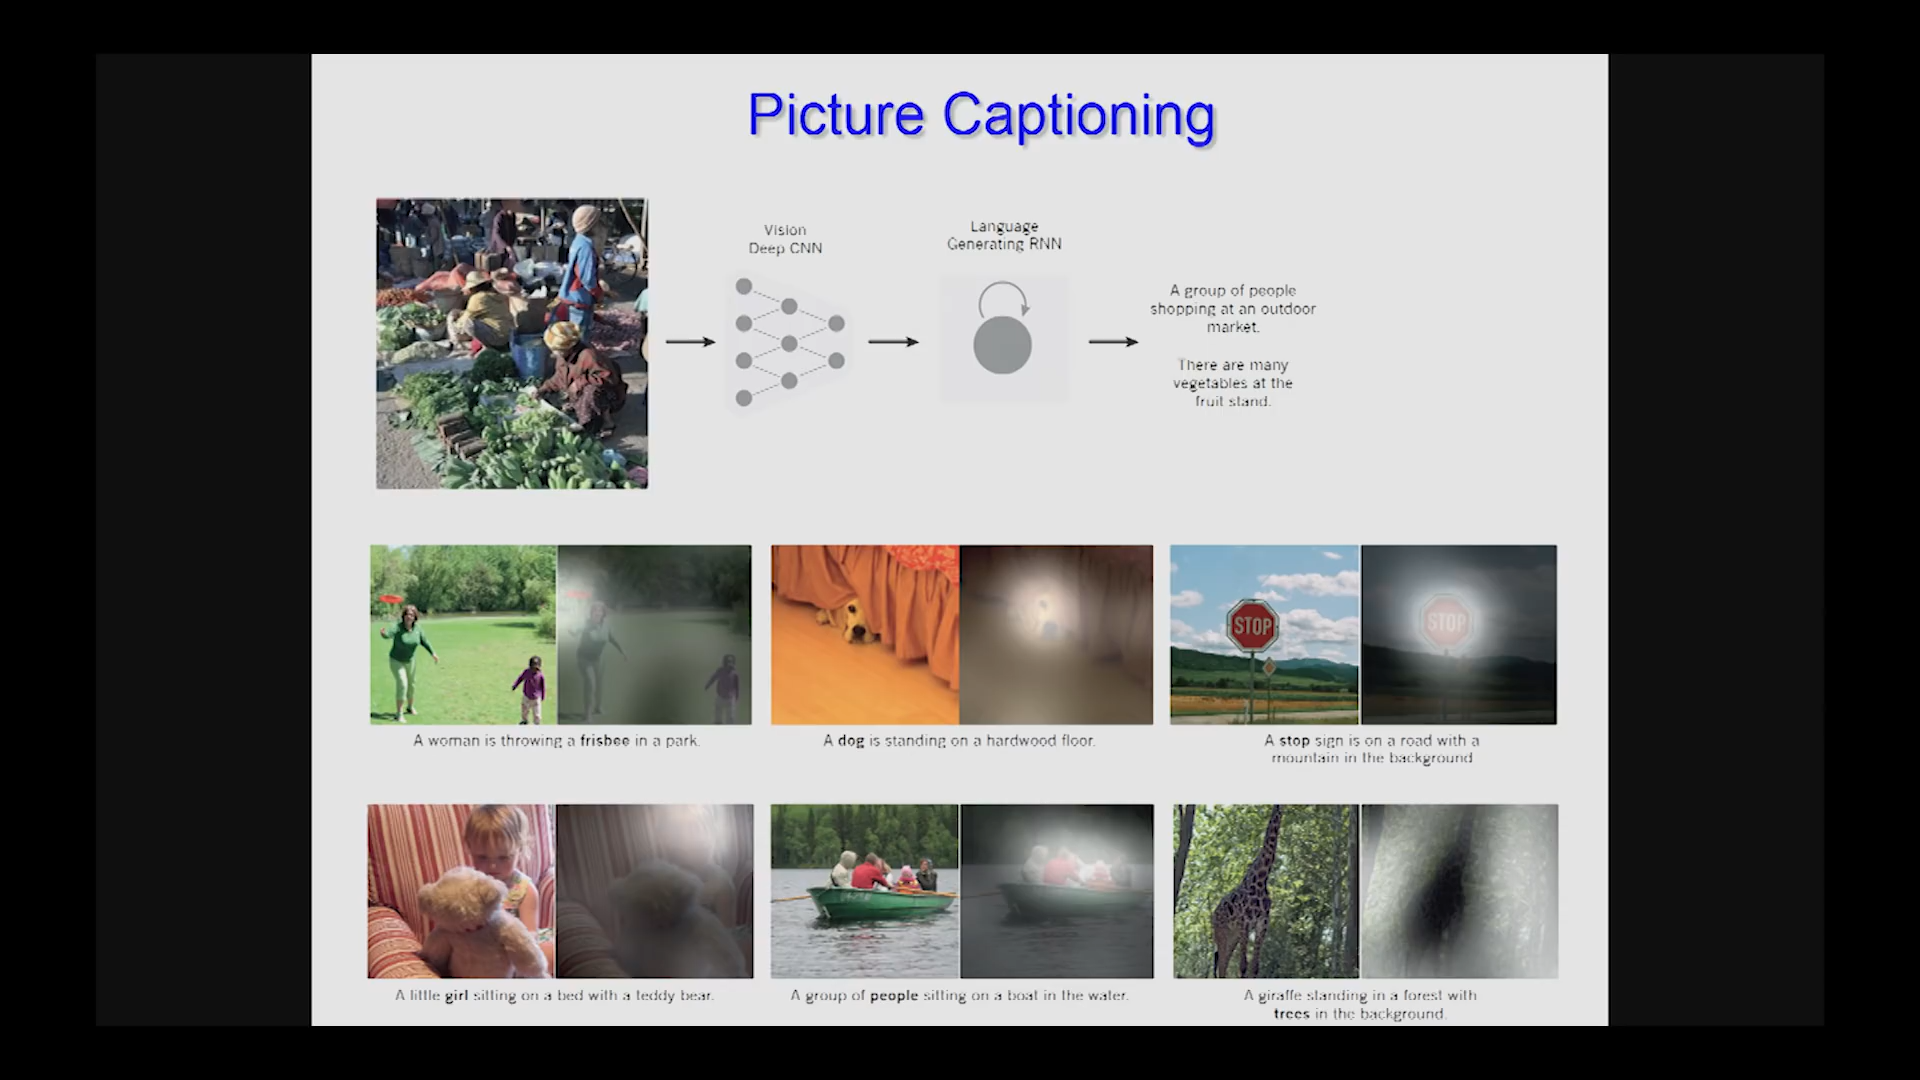 Picture Captioning
Vision
Deep CNN
Language
Generating RNN
A group of people
shopping at an outdoor
market.
There are many
vegetables at the
fruit stand.
STOP
STOP
A woman is throwing a frisbee in a park.
A dog is standing on a hardwood floor.
A stop sign is on a road with a
mountain in the background
A little girl sitting on a bed with a teddy bear.
A group of people sitting on a boat in the water.
A giraffe standing in a forest with
trees in the background.